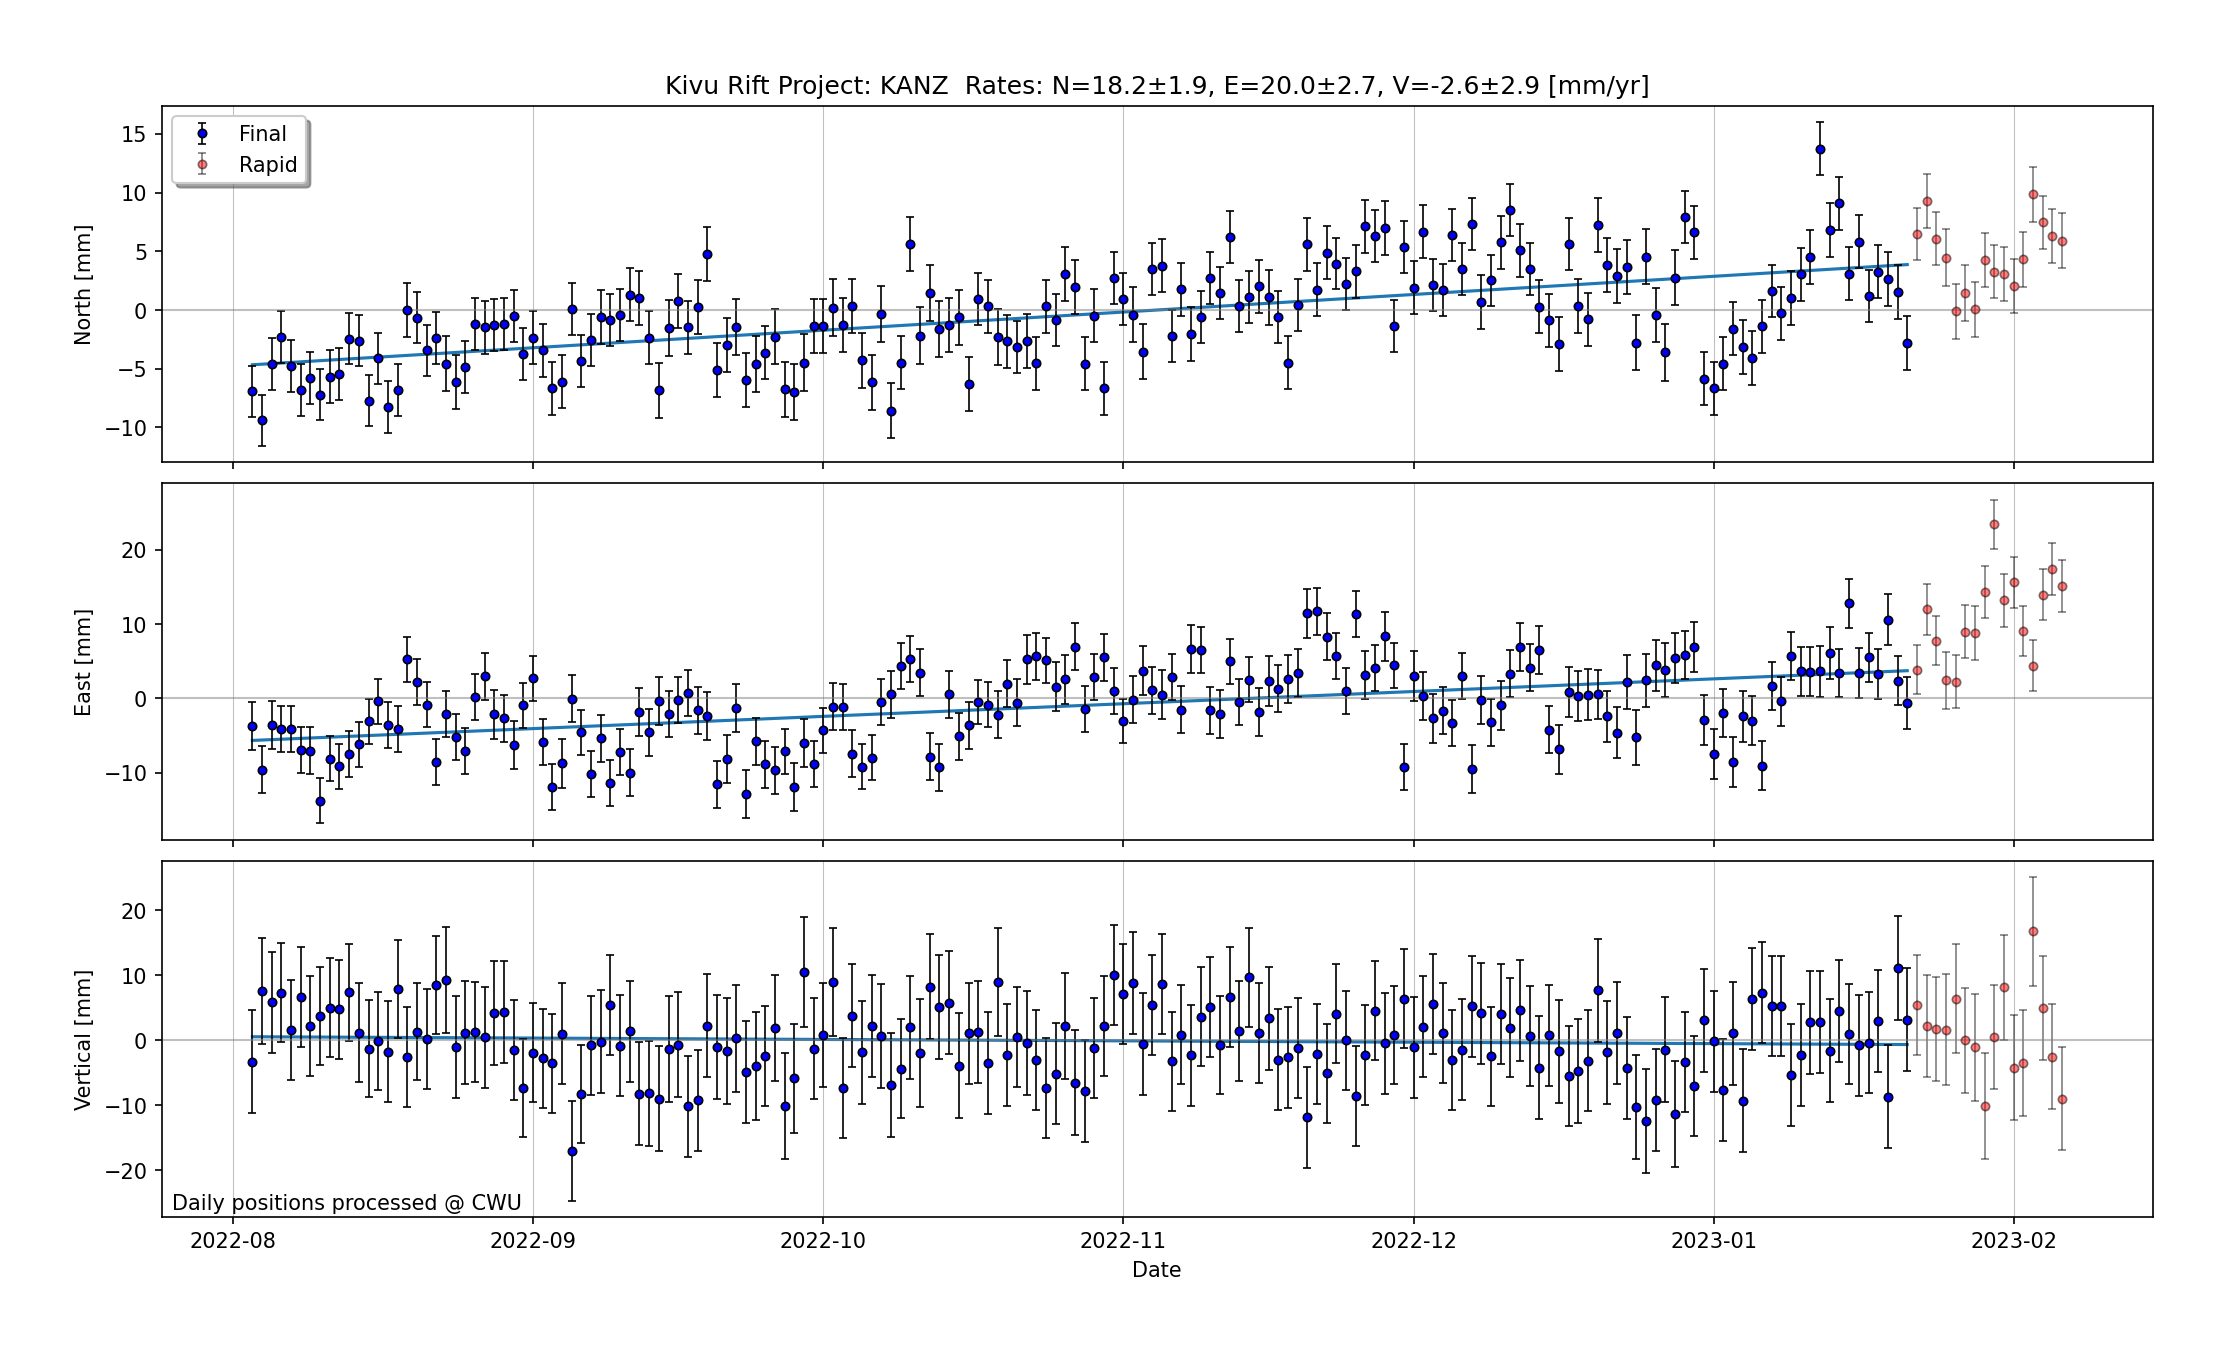 Kivu Rift Project: KANZ  Rates: N=18.2±1.9, E=20.0±2.7, V=-2.6±2.9 [mm/yr]
Final
Rapid
North [mm]
15
10
5
0
−5
−10
East [mm]
20
10
0
−10
Vertical [mm]
20
10
0
−10
−20
Daily positions processed @ CWU
2022-08 2022-09 2022-10 2022-11 2022-12 2023-01 2023-02
Date